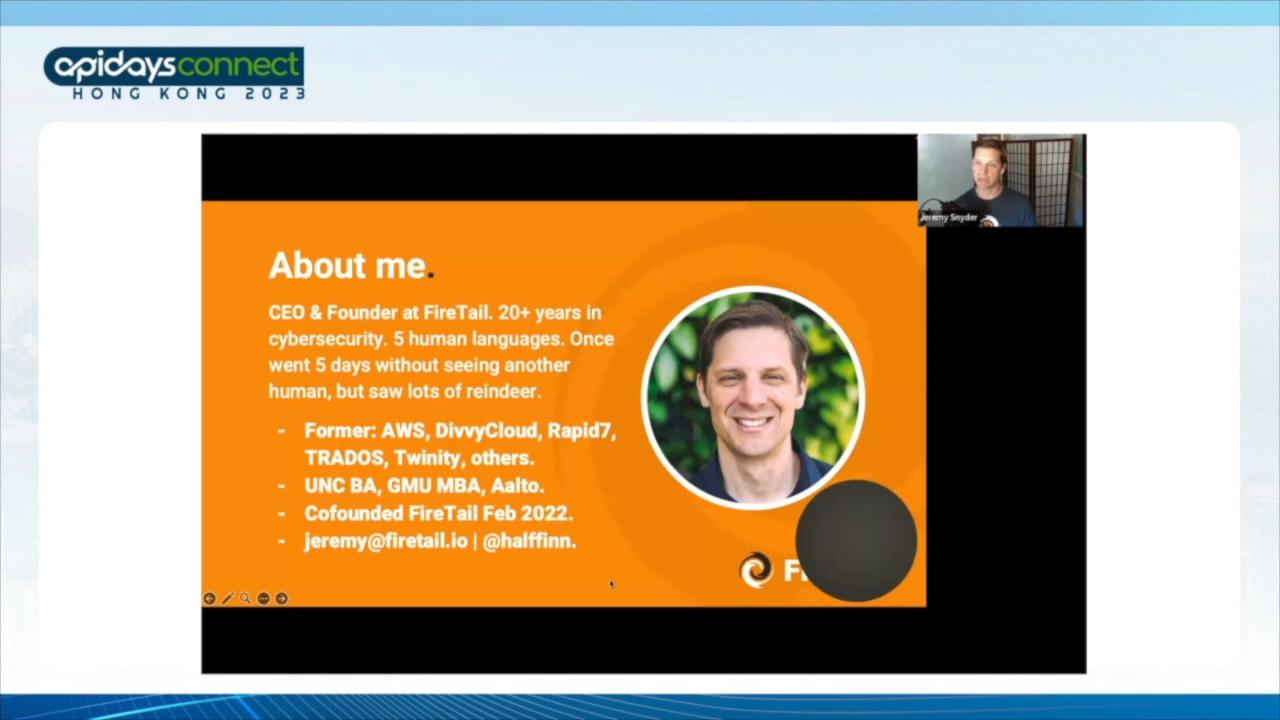 apidays connect
HONG KONG 2023
Jeremy Snyder
About me.
CEO & Founder at FireTail. 20+ years in
cybersecurity. 5 human languages. Once
went 5 days without seeing another
human, but saw lots of reindeer.
- Former: AWS, DivvyCloud, Rapid7,
TRADOS, Twinity, others.
- UNC BA, GMU MBA, Aalto.
- Cofounded FireTail Feb 2022.
- jeremy@firetail.io | @halffinn.